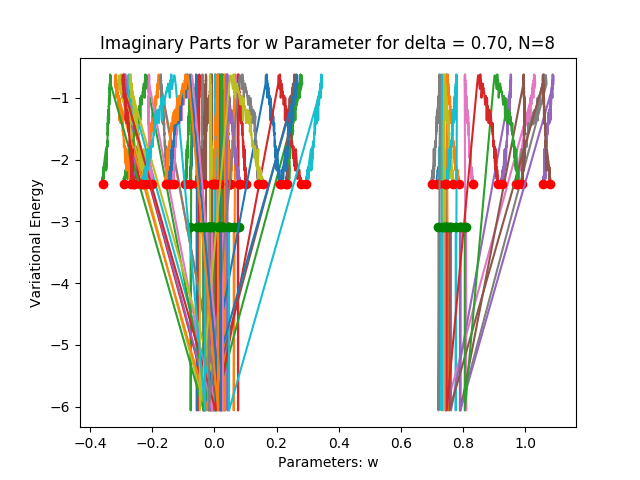 Imaginary Parts for w Parameter for delta = 0.70, N=8
Variational Energy
−1
−2
−3
−4
−5
−6
−0.4 −0.2 0.0 0.2 0.4 0.6 0.8 1.0
Parameters: w